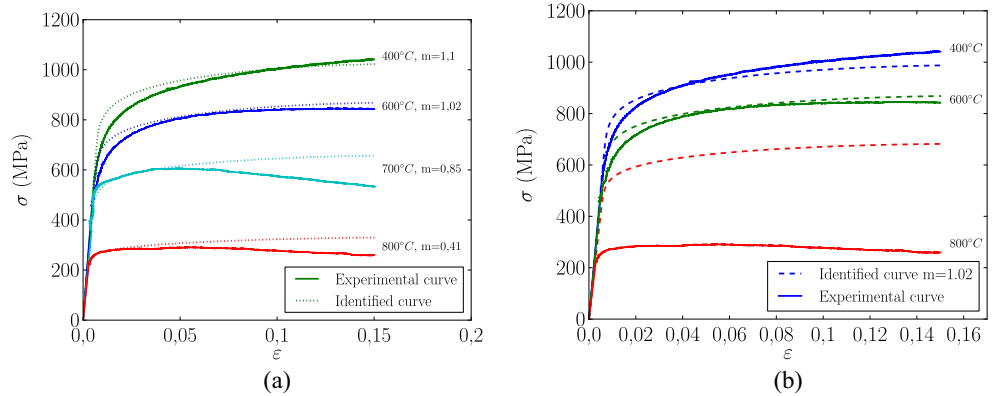 1200
1000
800
600
400
200
0
0,0
0,05
0,1
0,15
0,2
σ (MPa)
ε
400°C, m=1,1
600°C, m=1,02
700°C, m=0,85
800°C, m=0,41
Experimental curve
Identified curve
(a)
1200
1000
800
600
400
200
0
0,0
0,02
0,04
0,06
0,08
0,1
0,12
0,14
0,16
σ (MPa)
ε
400°C
600°C
800°C
Identified curve m=1.02
Experimental curve
(b)